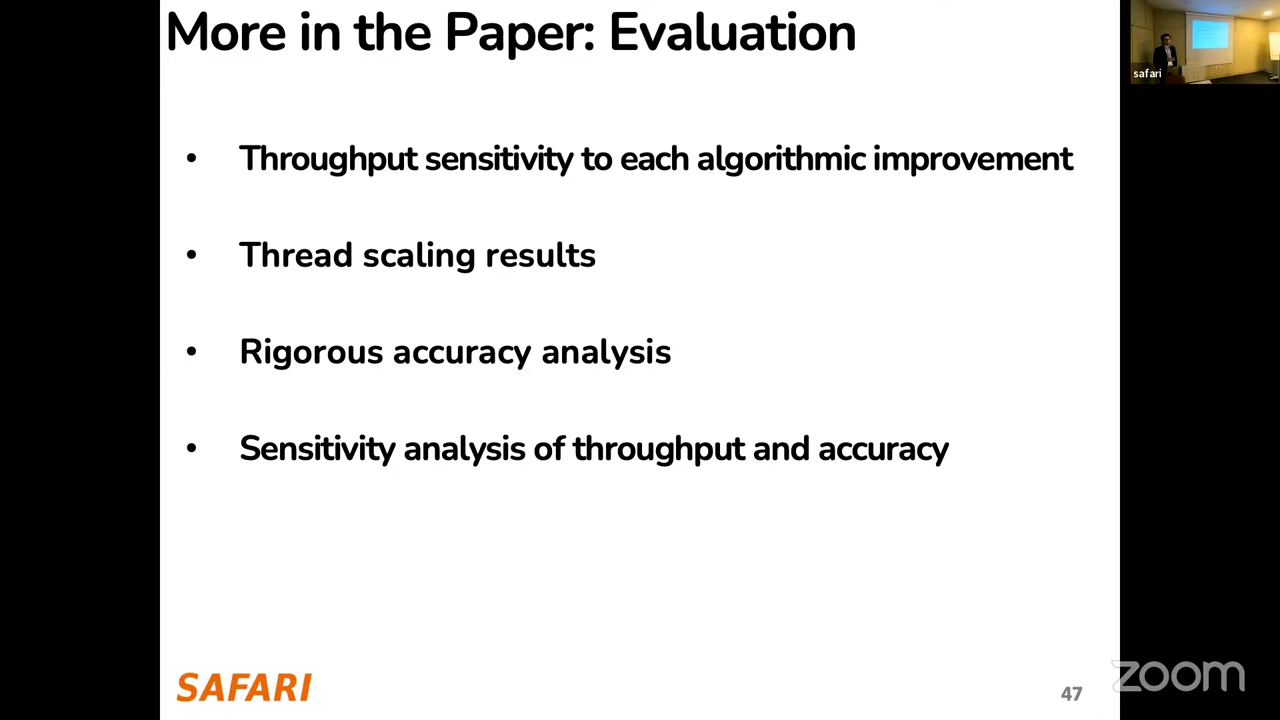 More in the Paper: Evaluation
safari
• Throughput sensitivity to each algorithmic improvement
• Thread scaling results
• Rigorous accuracy analysis
• Sensitivity analysis of throughput and accuracy
SAFARI
47
zoom